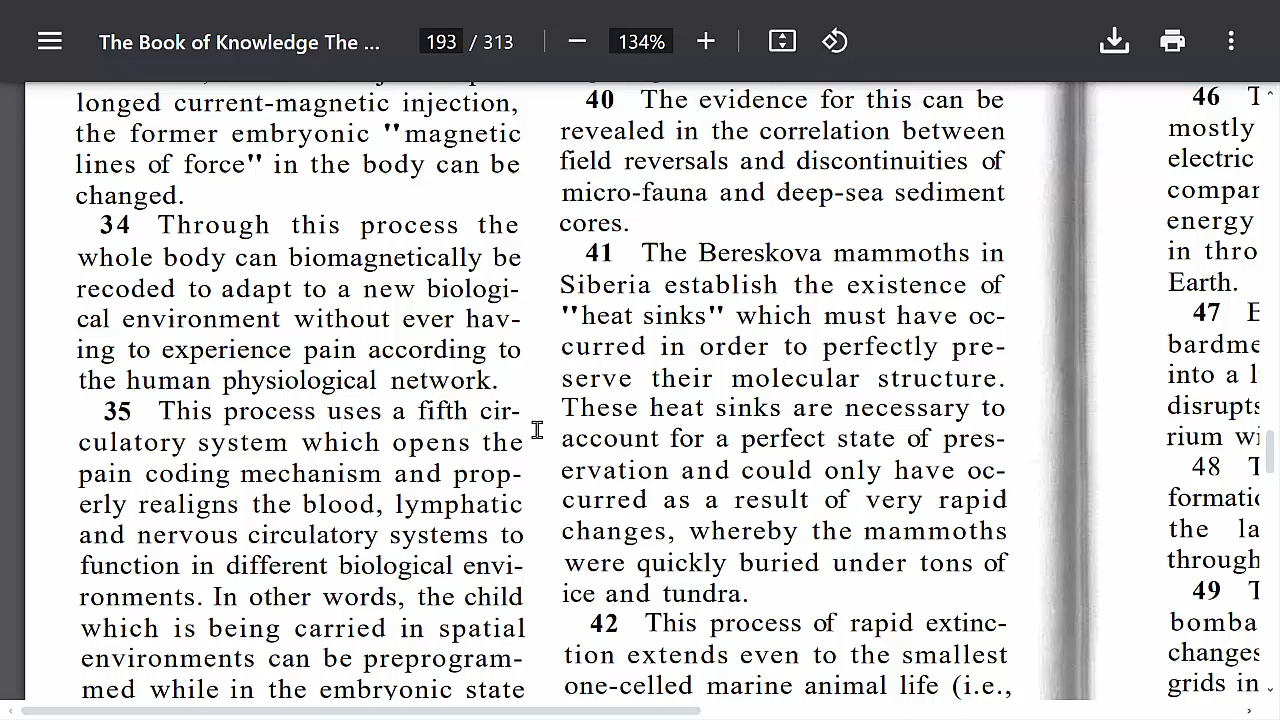 The Book of Knowledge The ...
193 / 313
134%
longed current-magnetic injection,
the former embryonic "magnetic
lines of force" in the body can be
changed.
34 Through this process the
whole body can biomagnetically be
recoded to adapt to a new biologi-
cal environment without ever hav-
ing to experience pain according to
the human physiological network.
35 This process uses a fifth cir-
culatory system which opens the
pain coding mechanism and prop-
erly realigns the blood, lymphatic
and nervous circulatory systems to
function in different biological envi-
ronments. In other words, the child
which is being carried in spatial
environments can be preprogram-
med while in the embryonic state
40 The evidence for this can be
revealed in the correlation between
field reversals and discontinuities of
micro-fauna and deep-sea sediment
cores.
41 The Bereskova mammoths in
Siberia establish the existence of
"heat sinks" which must have oc-
curred in order to perfectly pre-
serve their molecular structure.
These heat sinks are necessary to
account for a perfect state of pres-
ervation and could only have oc-
curred as a result of very rapid
changes, whereby the mammoths
were quickly buried under tons of
ice and tundra.
42 This process of rapid extinc-
tion extends even to the smallest
one-celled marine animal life (i.e.,
46 T
mostly
electric
compar
energy
in thro
Earth.
47 E
bardme
into a l
disrupts
rium wi
48 T
formatio
the la
through
49 T
bomba
changes
grids in